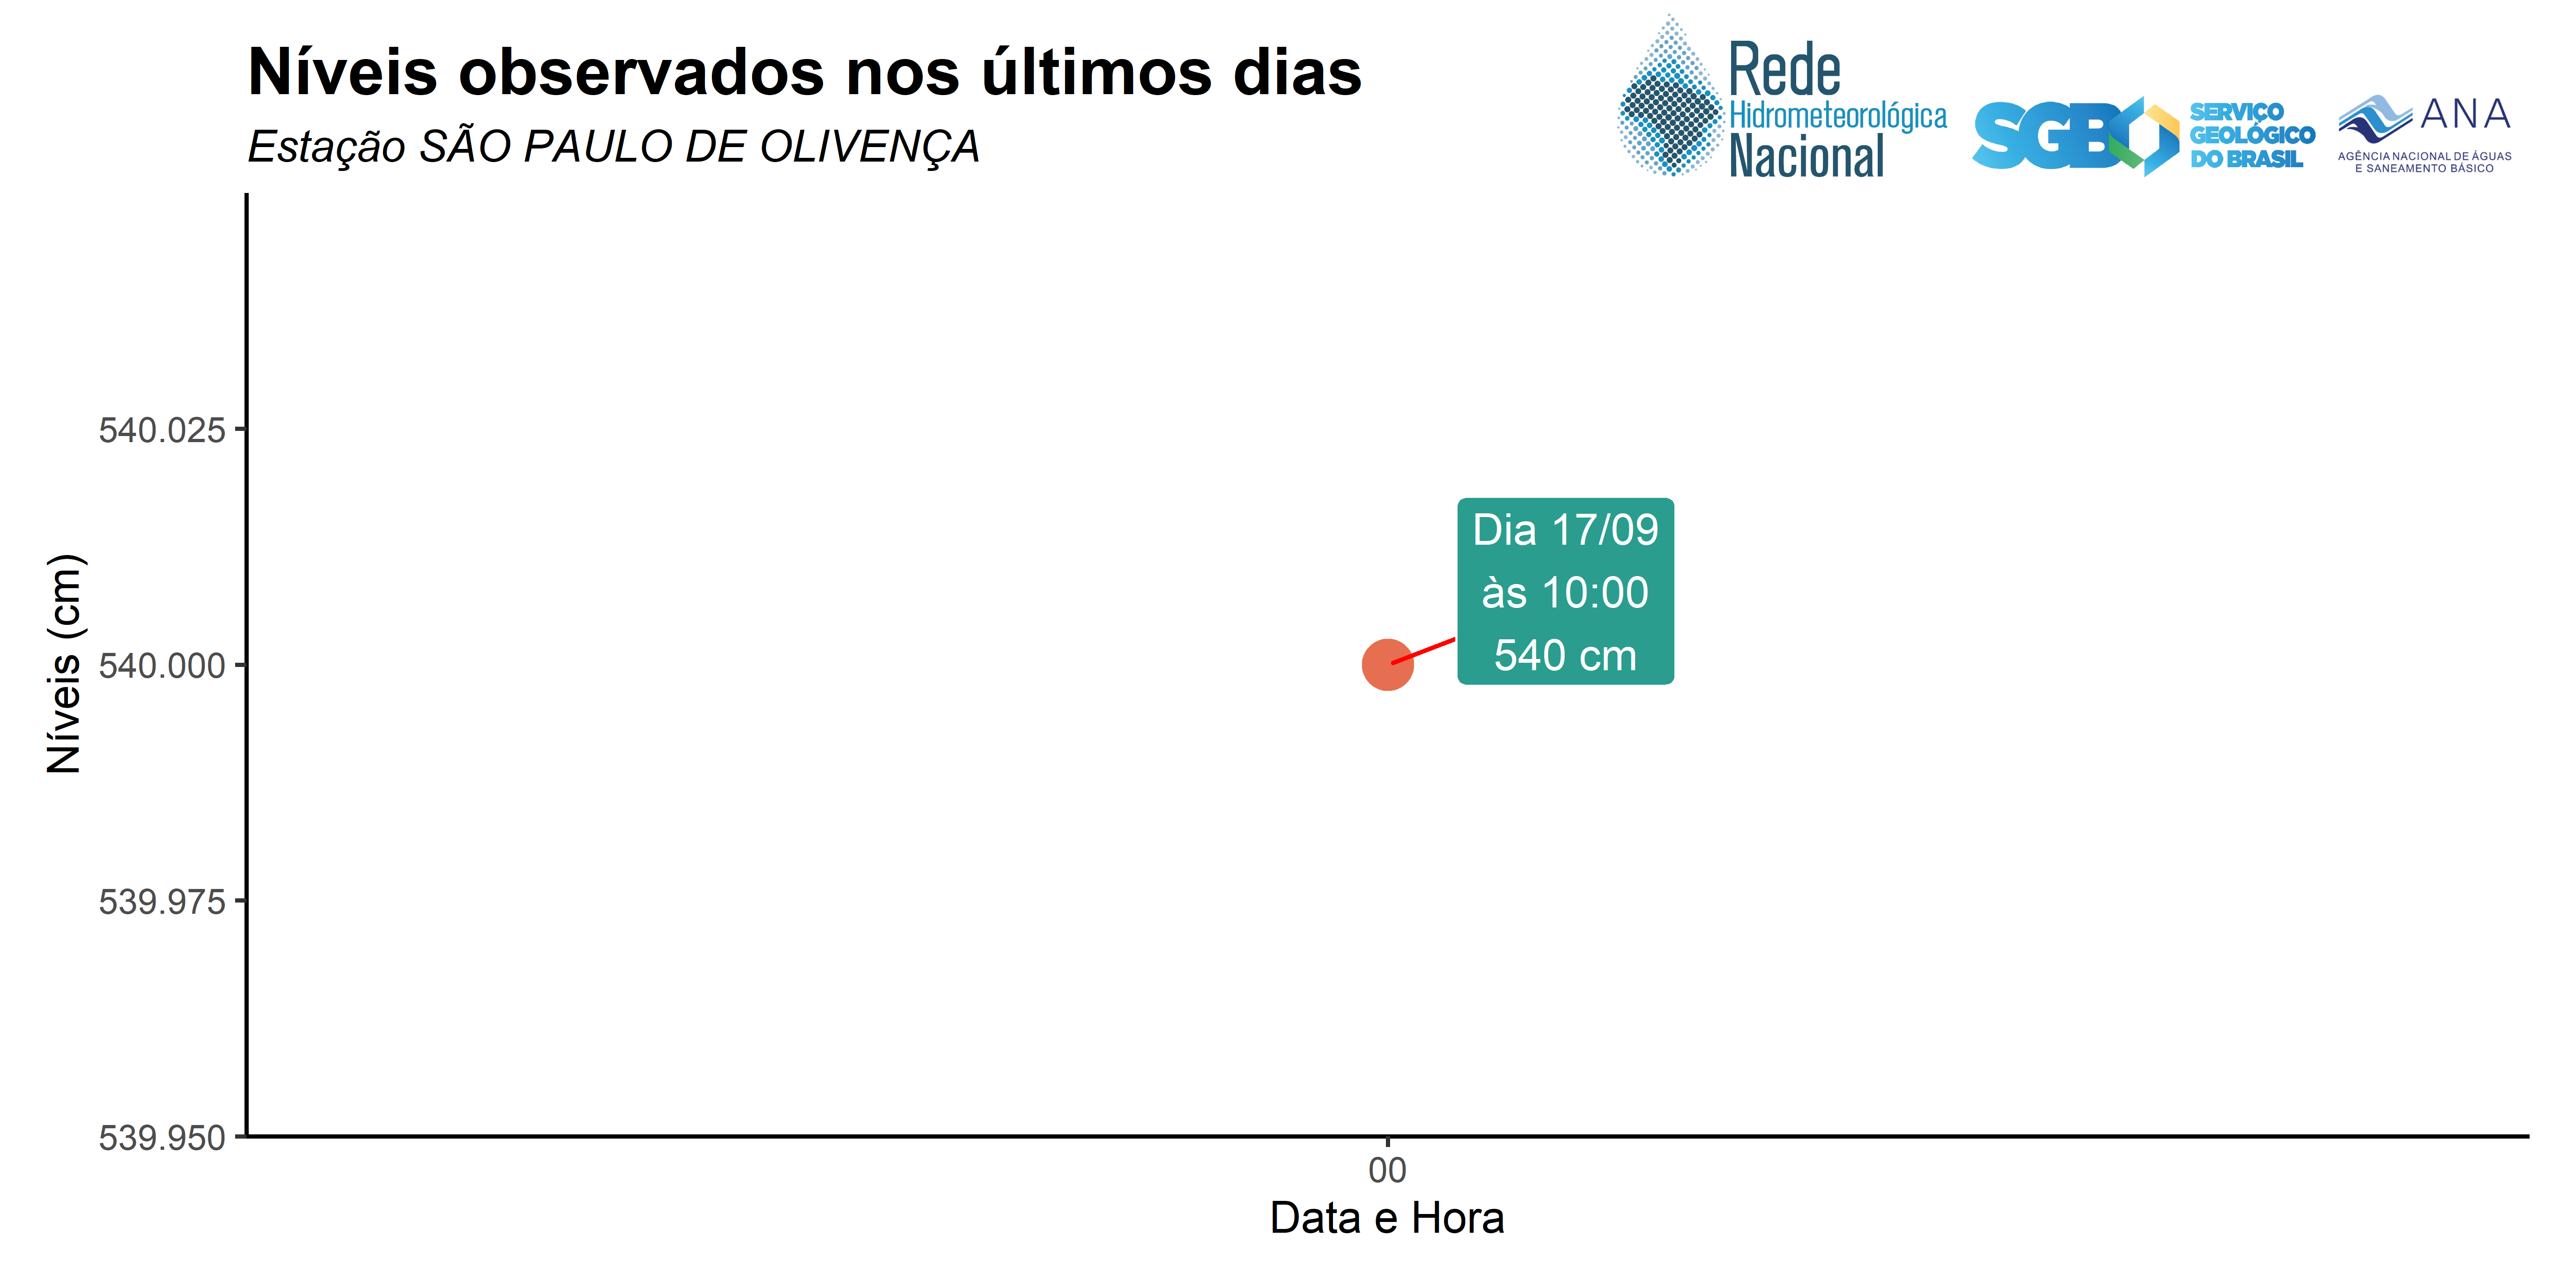 Níveis observados nos últimos dias
Estação SÃO PAULO DE OLIVENÇA
Rede
Hidrometeorológica
Nacional
SGB
SERVIÇO
GEOLÓGICO
DO BRASIL
ANA
AGÊNCIA NACIONAL DE ÁGUAS
E SANEAMENTO BÁSICO
Níveis (cm)
540.025
540.000
539.975
539.950
Dia 17/09
às 10:00
540 cm
00
Data e Hora